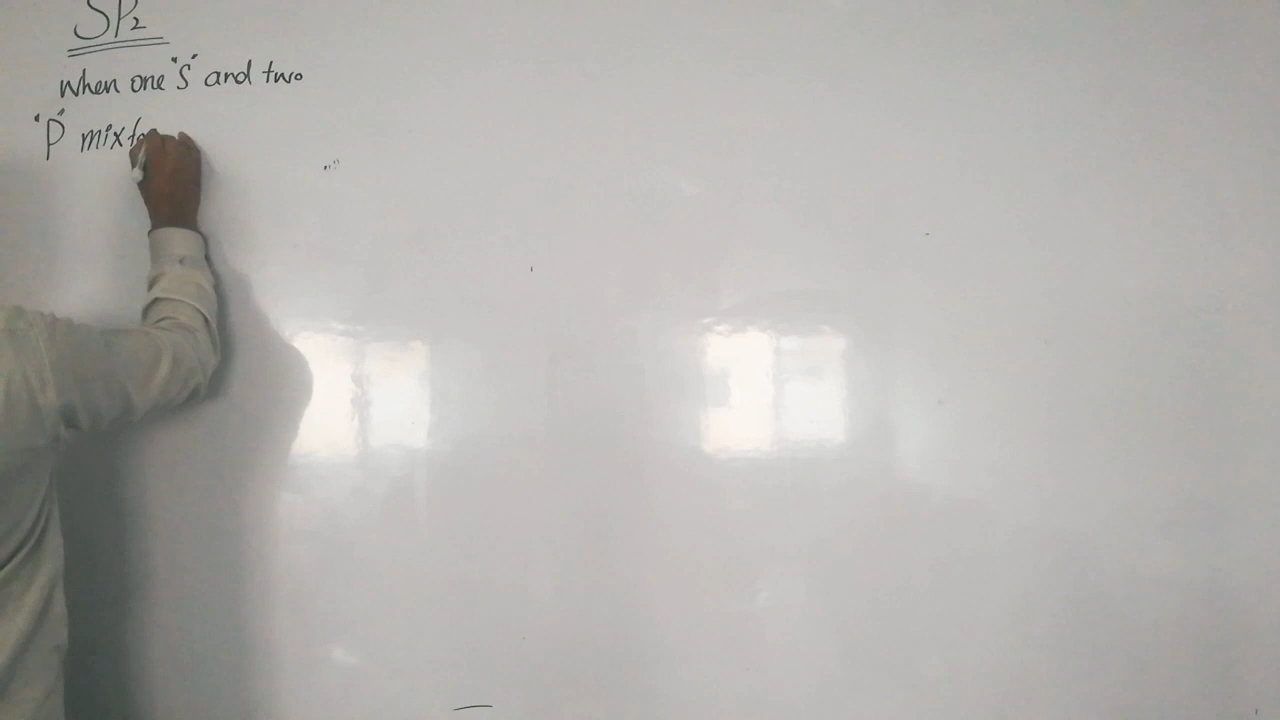 SP2
When one "S" and two
"P" mix